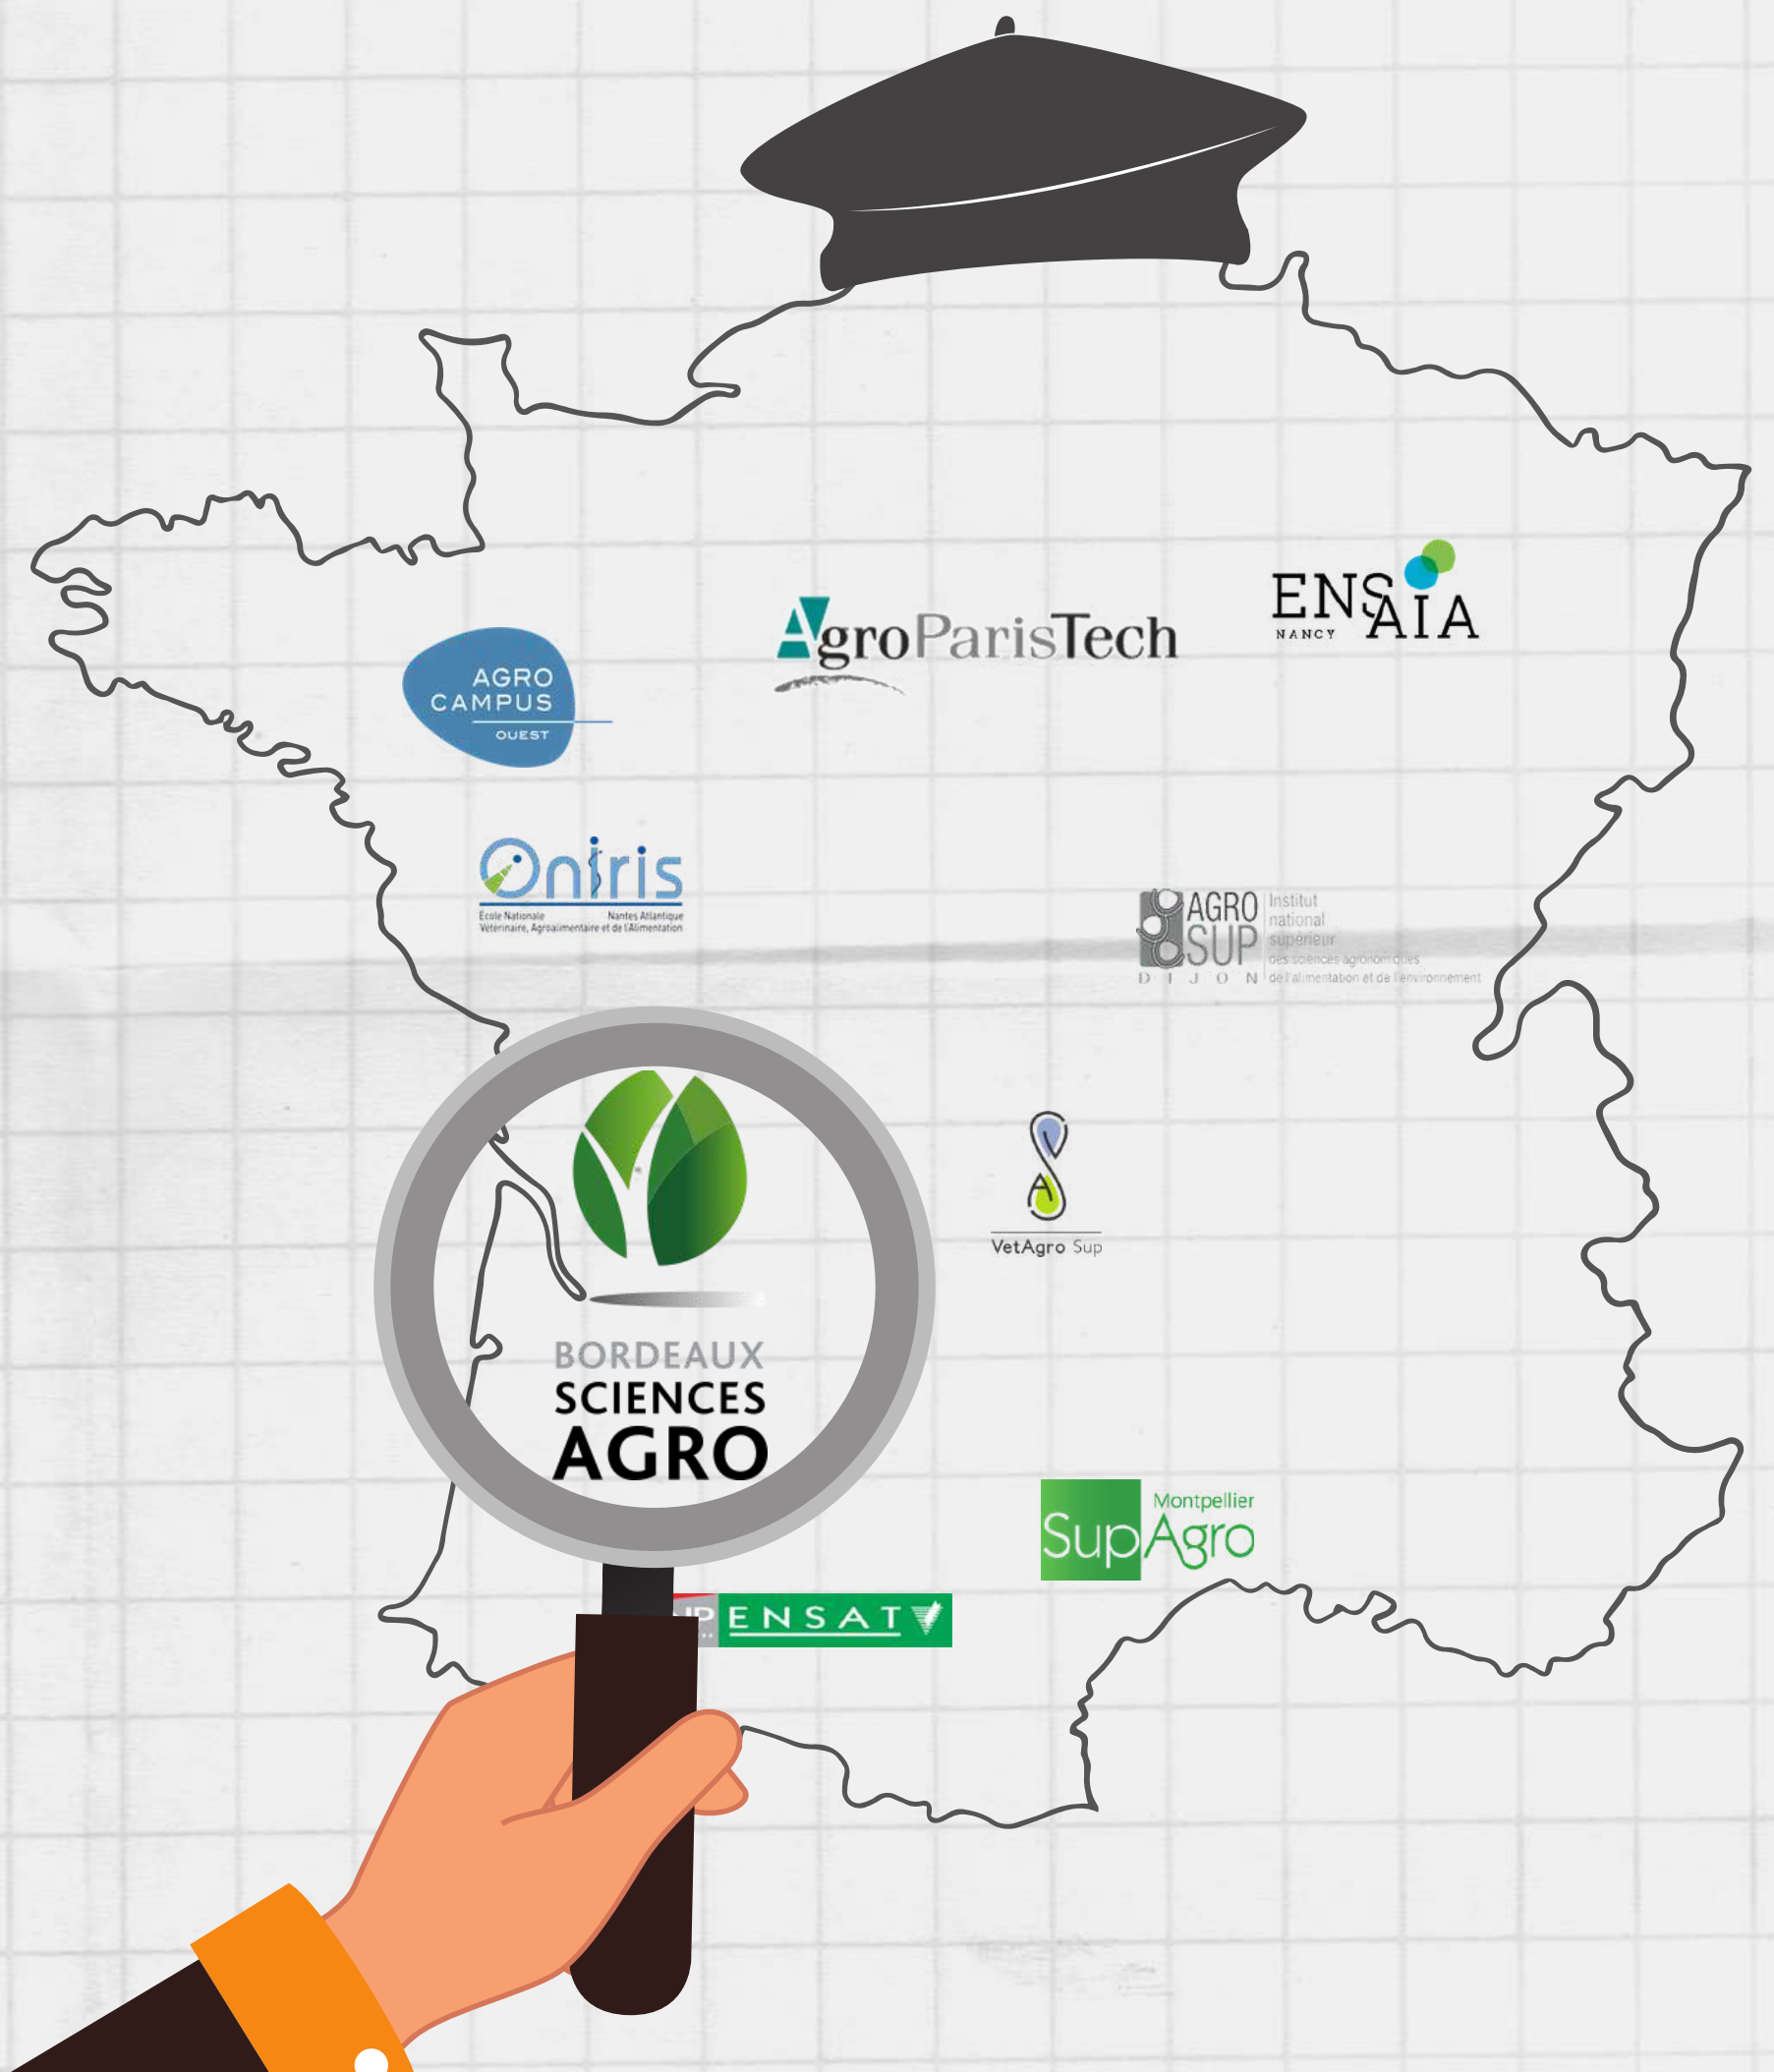 ENSAIA
NANCY
AgroParisTech
AGRO
CAMPUS
OUEST
Oniris
École Nationale Nantes Atlantique
Vétérinaire, Agroalimentaire et de l'Alimentation
AGRO
SUP
DIJON
Institut
national
supérieur
des sciences agronomiques
de l'alimentation et de l'environnement
VetAgro Sup
BORDEAUX
SCIENCES
AGRO
Montpellier
SupAgro
ENSAT